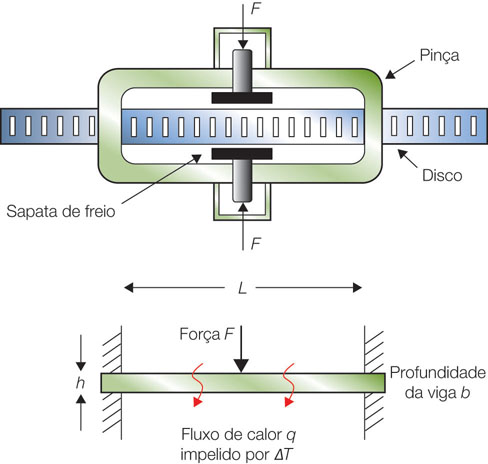 F
Pinça
Disco
Sapata de freio
F
L
Força F
h
Profundidade
da viga b
Fluxo de calor q
impelido por ΔT